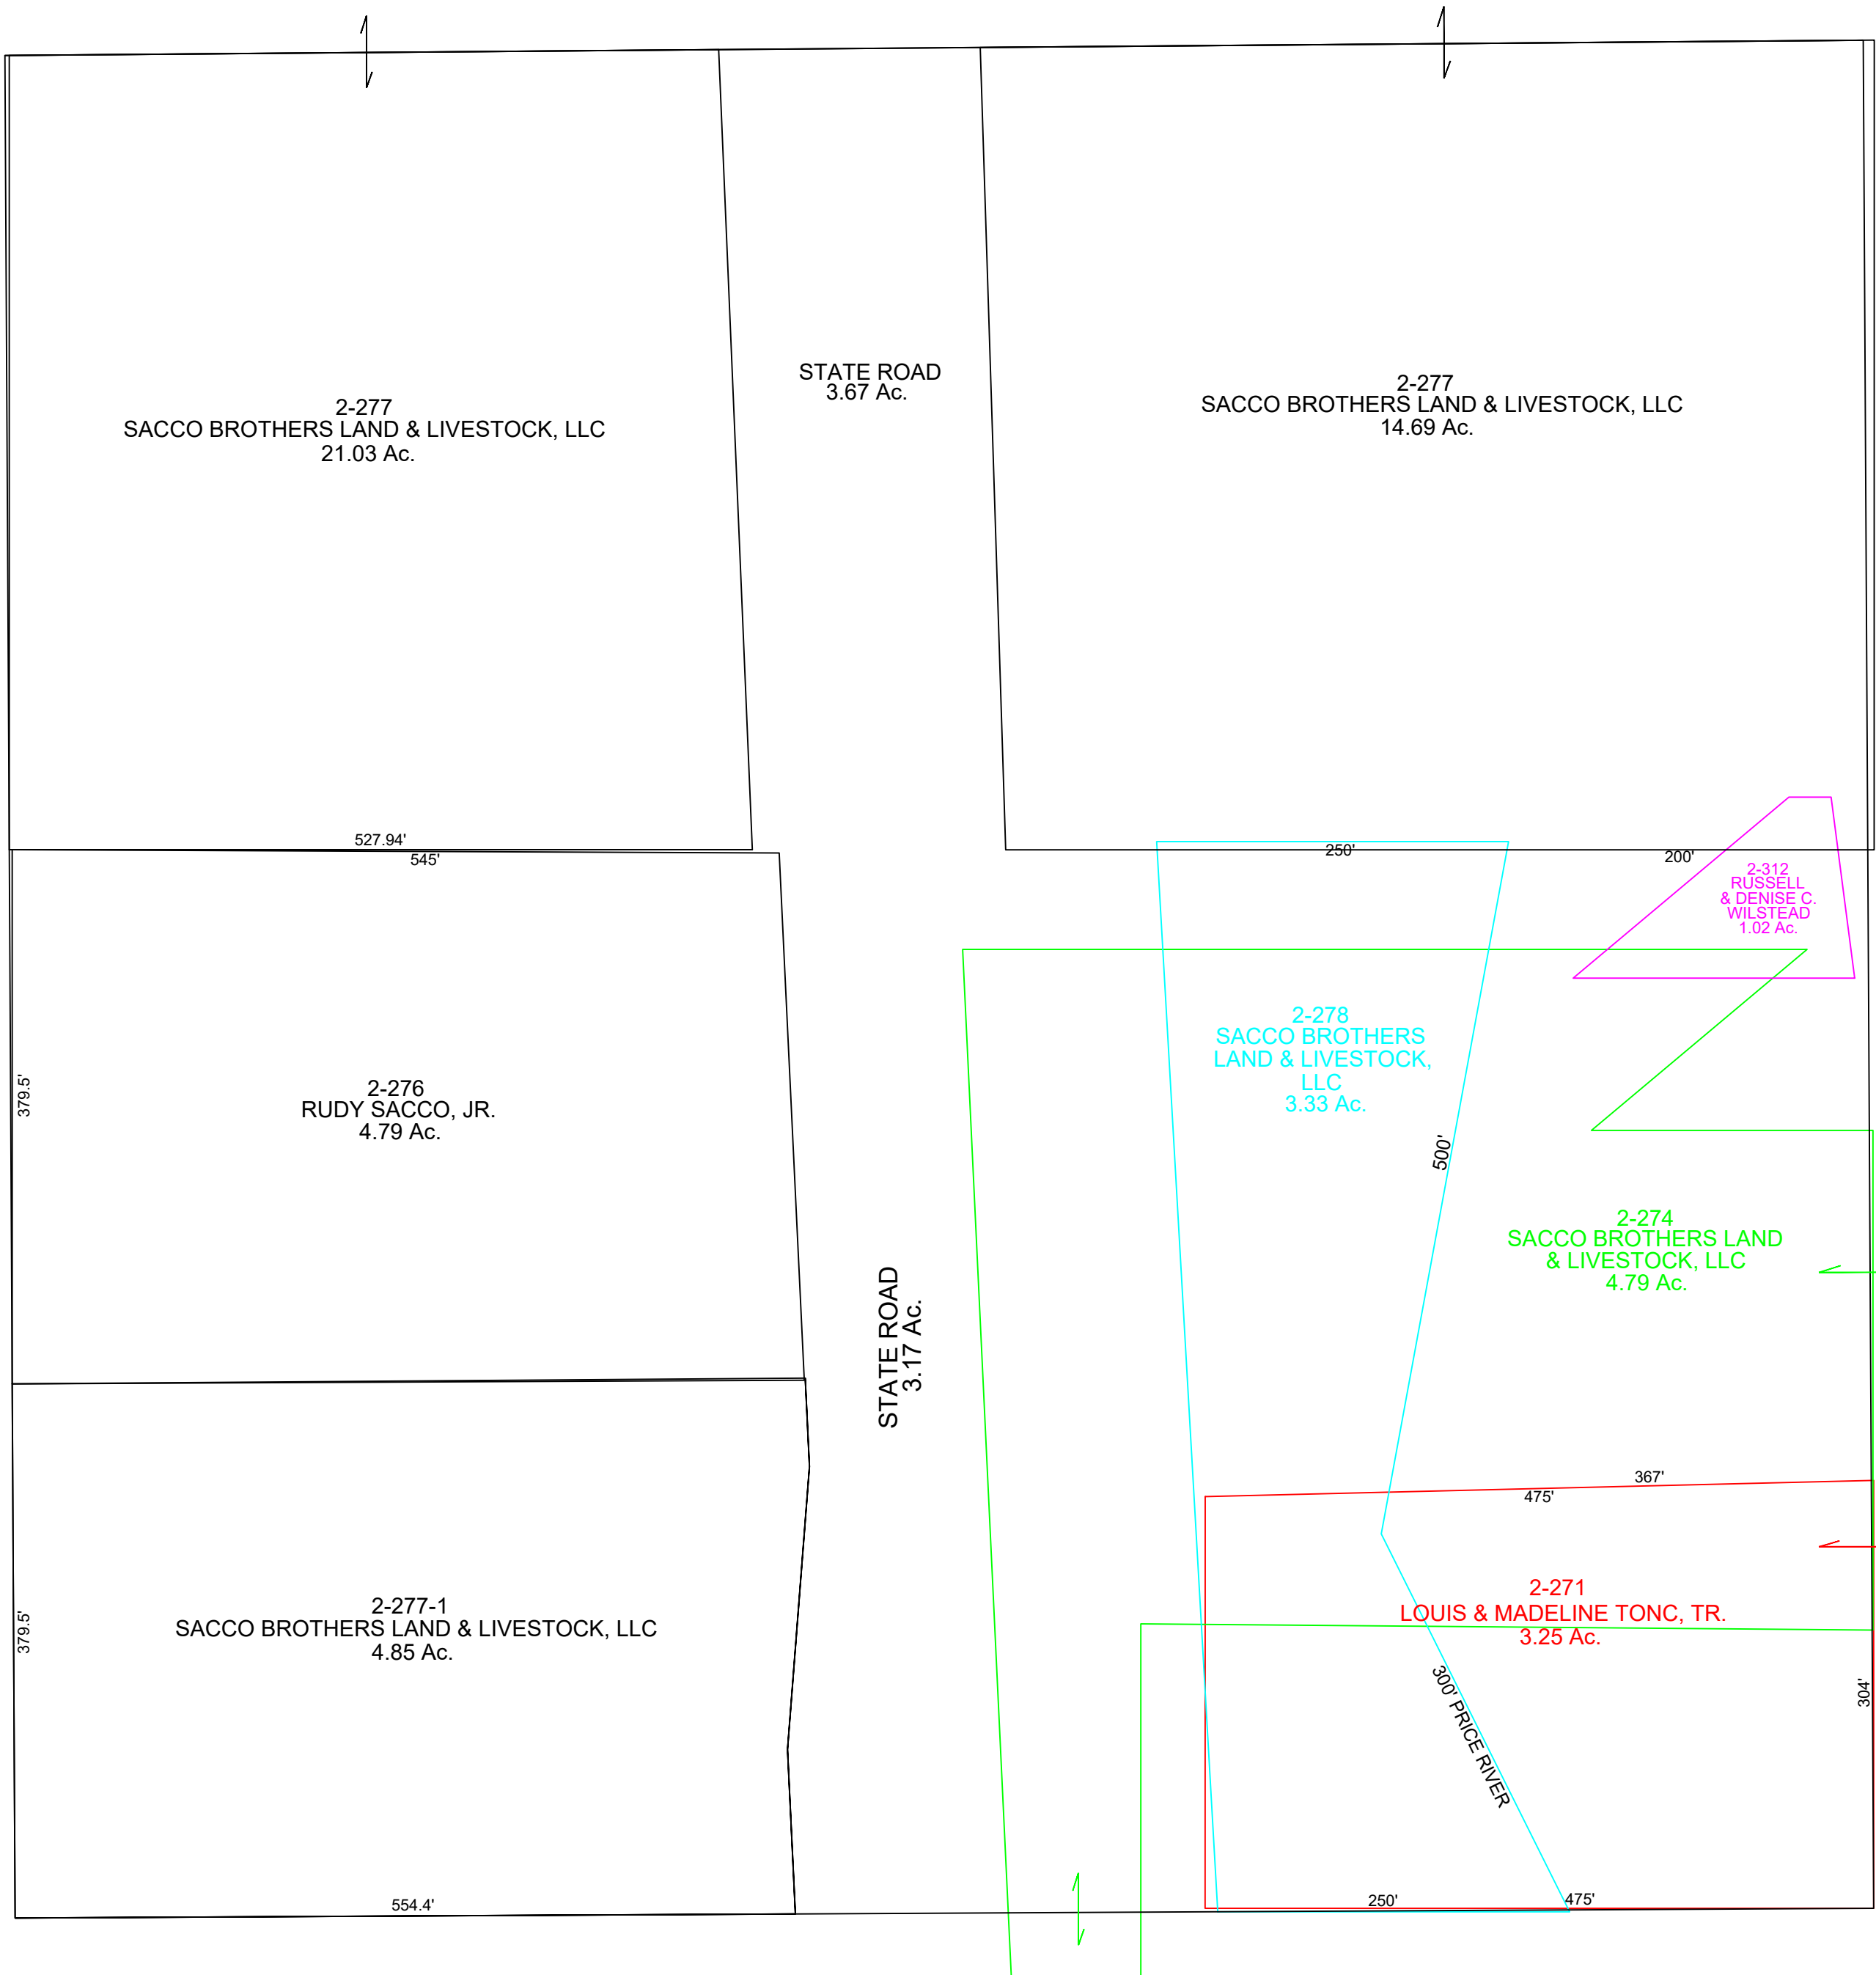 STATE ROAD
3.67 Ac.
2-277
SACCO BROTHERS LAND & LIVESTOCK, LLC
14.69 Ac.
2-277
SACCO BROTHERS LAND & LIVESTOCK, LLC
21.03 Ac.
527.94'
545'
250'
200'
2-312
RUSSELL
& DENISE C.
WILSTEAD
1.02 Ac.
2-278
SACCO BROTHERS
LAND & LIVESTOCK,
LLC
3.33 Ac.
379.5'
2-276
RUDY SACCO, JR.
4.79 Ac.
500'
2-274
SACCO BROTHERS LAND
& LIVESTOCK, LLC
4.79 Ac.
STATE ROAD
3.17 Ac.
367'
475'
2-271
LOUIS & MADELINE TONC, TR.
3.25 Ac.
379.5'
2-277-1
SACCO BROTHERS LAND & LIVESTOCK, LLC
4.85 Ac.
300' PRICE RIVER
304'
554.4'
250'
475'